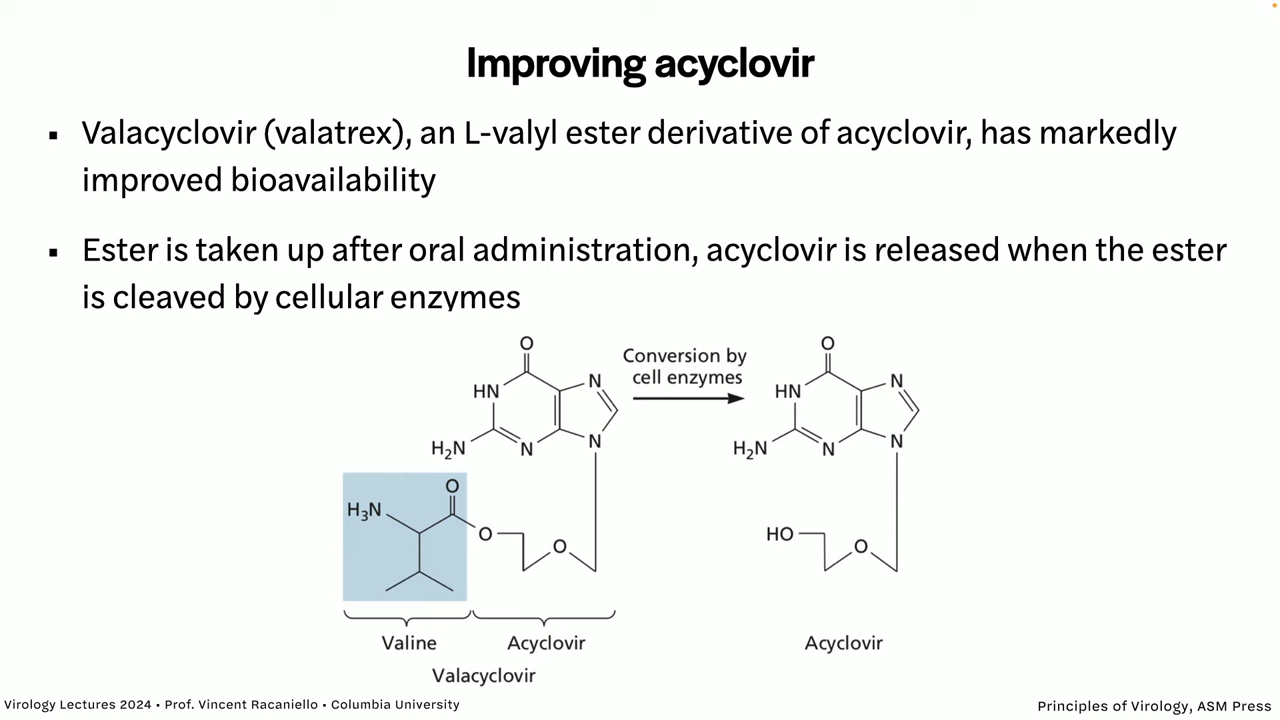 Improving acyclovir
▪ Valacyclovir (valatrex), an L-valyl ester derivative of acyclovir, has markedly
improved bioavailability
▪ Ester is taken up after oral administration, acyclovir is released when the ester
is cleaved by cellular enzymes
O
HN
N
N
N
H₂N
H₃N
O
O
O
Conversion by
cell enzymes
O
HN
N
N
N
H₂N
HO
O
Valine
Acyclovir
Valacyclovir
Acyclovir
Virology Lectures 2024 • Prof. Vincent Racaniello • Columbia University
Principles of Virology, ASM Press